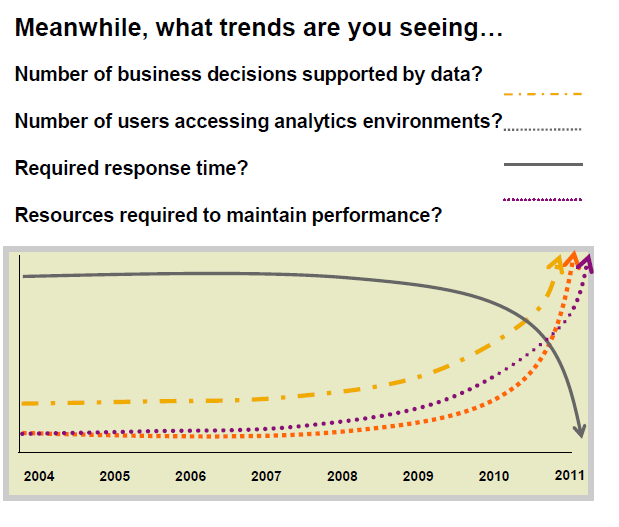 Meanwhile, what trends are you seeing…
Number of business decisions supported by data?
Number of users accessing analytics environments?
Required response time?
Resources required to maintain performance?
2004 2005 2006 2007 2008 2009 2010 2011